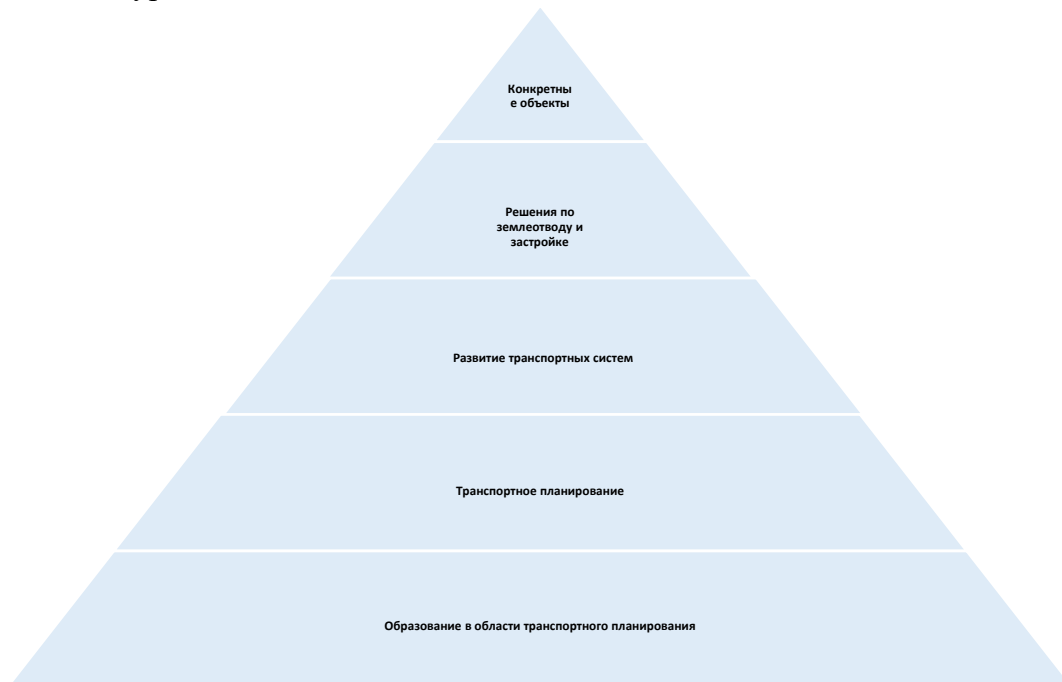 Конкретны
е объекты
Решения по
землеотводу и
застройке
Развитие транспортных систем
Транспортное планирование
Образование в области транспортного планирования